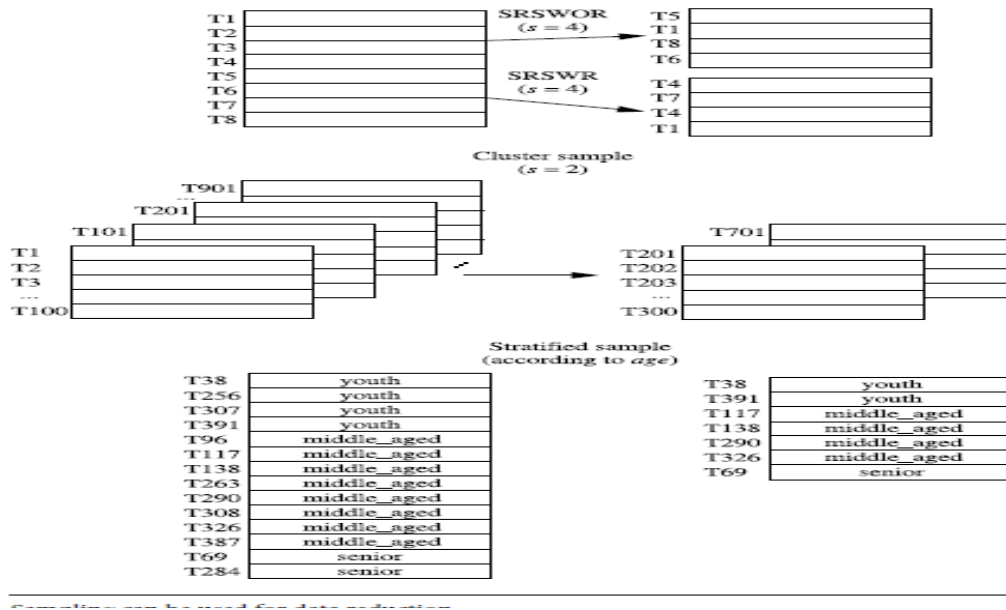 T1
T2
T3
T4
T5
T6
T7
T8
SRSWOR
(s = 4)
T5
T1
T8
T6
SRSWR
(s = 4)
T4
T7
T4
T1
Cluster sample
(s = 2)
T901
...
T201
T101
T1
T2
T3
...
T100
T701
T201
T202
T203
...
T300
Stratified sample
(according to age)
T38 youth
T256 youth
T307 youth
T391 youth
T96 middle_aged
T117 middle_aged
T138 middle_aged
T263 middle_aged
T290 middle_aged
T308 middle_aged
T326 middle_aged
T387 middle_aged
T69 senior
T284 senior
T38 youth
T391 youth
T117 middle_aged
T138 middle_aged
T290 middle_aged
T326 middle_aged
T69 senior
Sampling can be used for data reduction